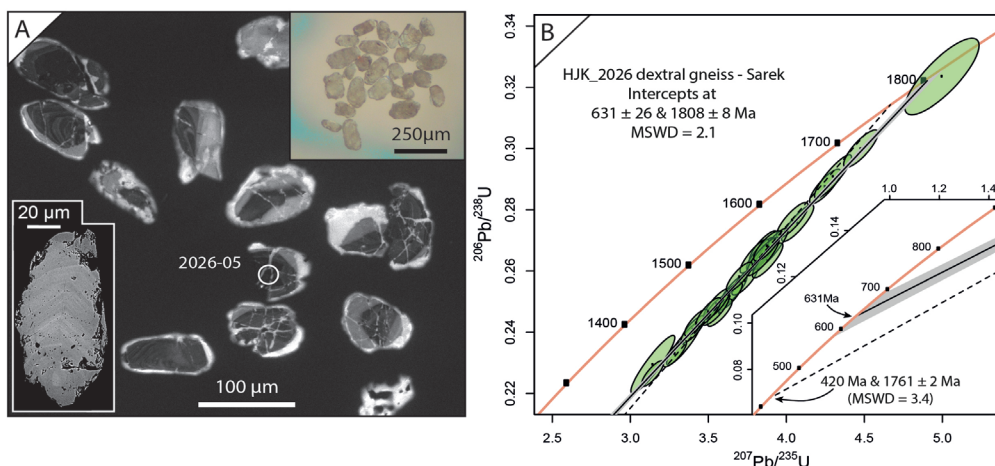 A
250µm
20 µm
2026-05
100 µm
B
HJK_2026 dextral gneiss - Sarek
Intercepts at
631 ± 26 & 1808 ± 8 Ma
MSWD = 2.1
1800
1700
1600
1500
1400
0.34
0.32
0.30
0.28
0.26
0.24
0.22
206Pb/238U
2.5
3.0
3.5
4.0
4.5
5.0
207Pb/235U
1.0
1.2
1.4
0.14
0.12
0.10
0.08
800
700
631Ma
600
500
420 Ma & 1761 ± 2 Ma
(MSWD = 3.4)